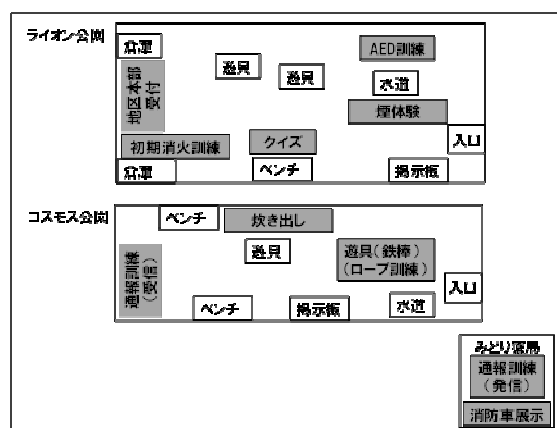 ライオン公園
倉庫
AED訓練
遊具
遊具
水道
地区本部
受付
煙体験
入口
初期消火訓練
クイズ
倉庫
ベンチ
掲示板
コスモス公園
ベンチ
炊き出し
遊具
遊具(鉄棒)
(ロープ訓練)
通報訓練
(受信)
入口
ベンチ
掲示板
水道
みどり薬局
通報訓練
(発信)
消防車展示